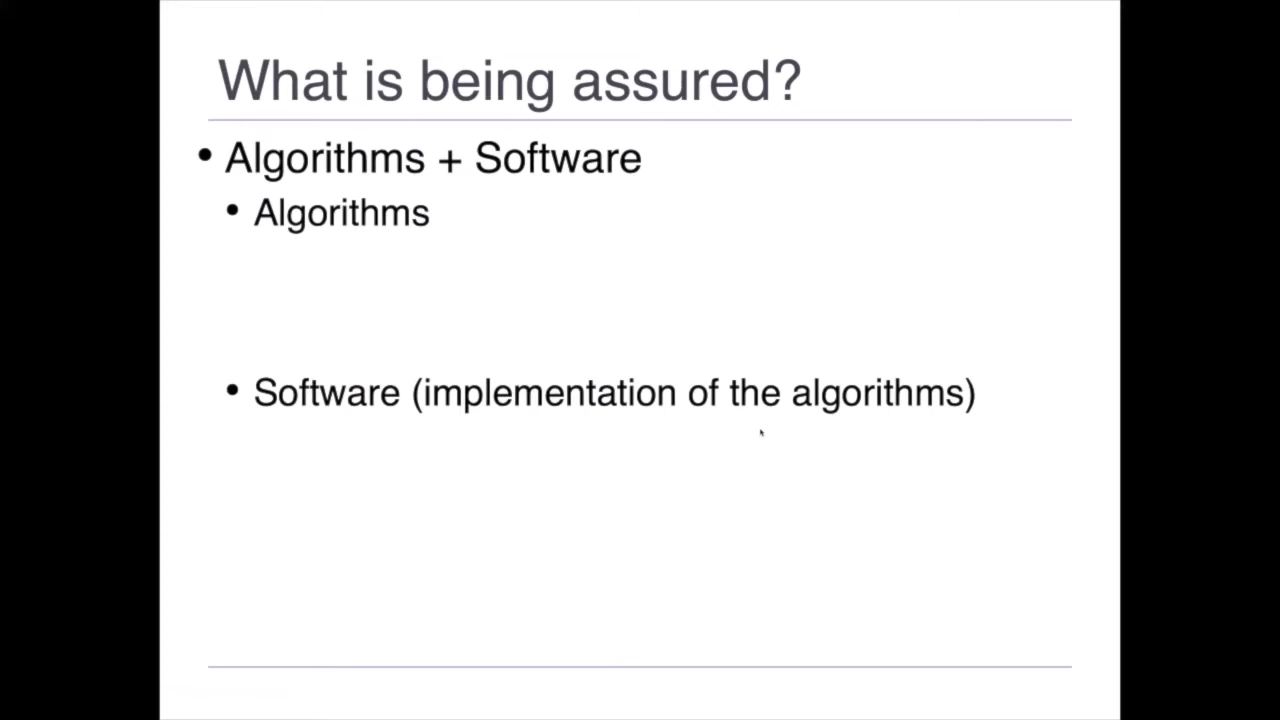 What is being assured?
• Algorithms + Software
• Algorithms
• Software (implementation of the algorithms)